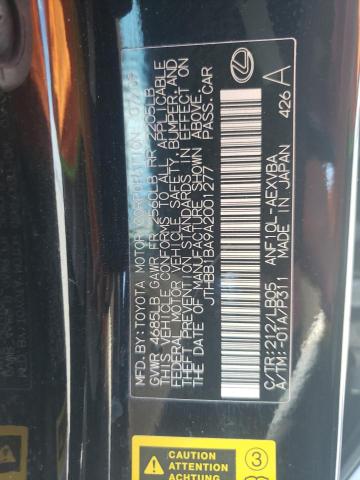 MFD. BY: TOYOTA MOTOR CORPORATION 07/09
GVWR 4685LB GAWR FR 2550LB RR 2205LB
THIS VEHICLE CONFORMS TO ALL APPLICABLE
FEDERAL MOTOR VEHICLE SAFETY, BUMPER, AND
THEFT PREVENTION STANDARDS IN EFFECT ON
THE DATE OF MANUFACTURE SHOWN ABOVE.
JTHBB1BA9A2001277 PASS. CAR
C/TR: 212/LB05 ANF10L-AEXVBA
A/TM: -01A/P311 MADE IN JAPAN 426 A
CAUTION
ATTENTION
ACHTUNG
3